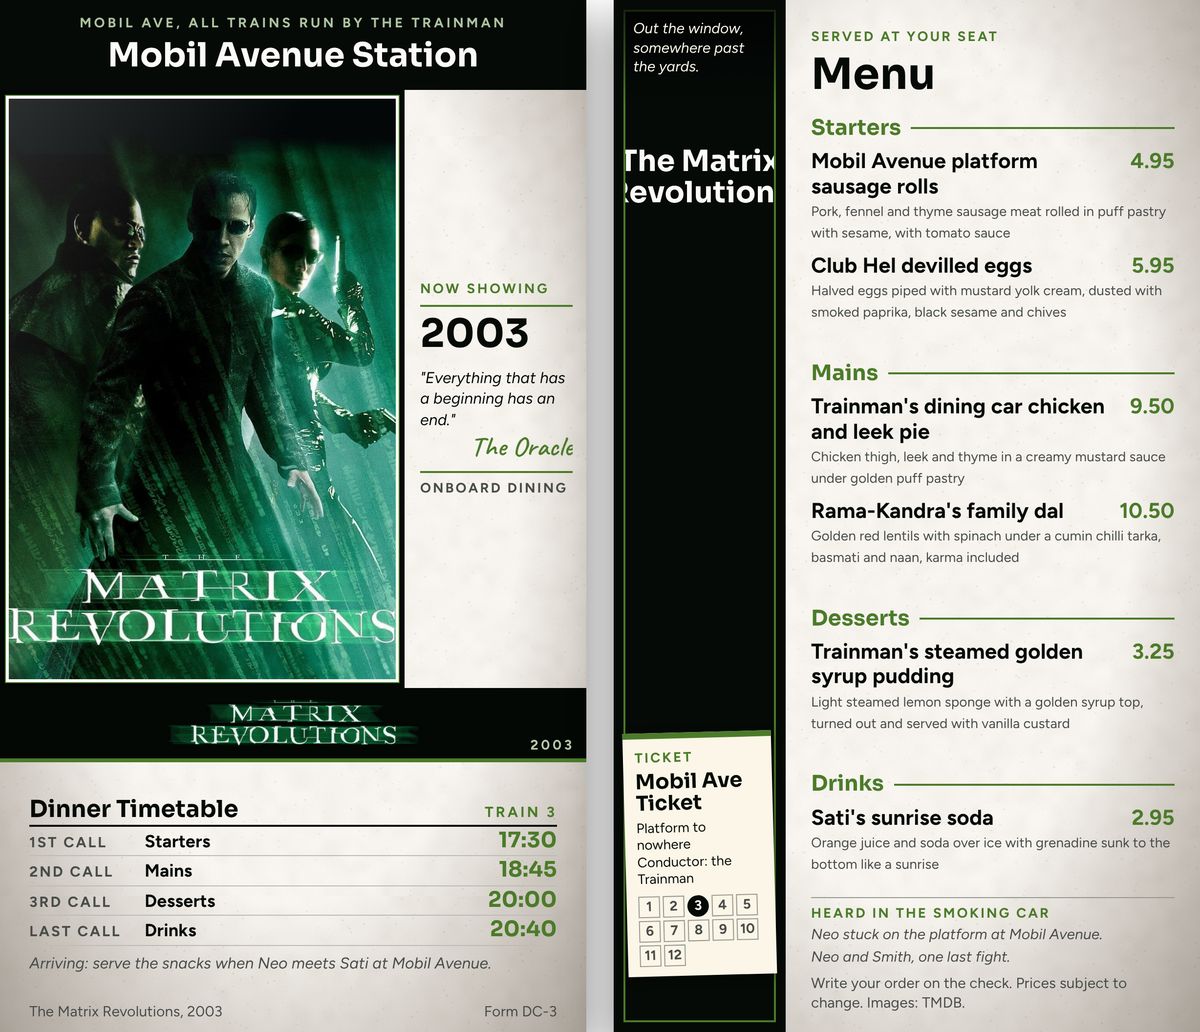 MOBIL AVE, ALL TRAINS RUN BY THE TRAINMAN
Mobil Avenue Station
THE
MATRIX
REVOLUTIONS
NOW SHOWING
2003
"Everything that has
a beginning has an
end."
The Oracle
ONBOARD DINING
THE
MATRIX
REVOLUTIONS
2003
Dinner Timetable
TRAIN 3
1ST CALL Starters 17:30
2ND CALL Mains 18:45
3RD CALL Desserts 20:00
LAST CALL Drinks 20:40
Arriving: serve the snacks when Neo meets Sati at Mobil Avenue.
The Matrix Revolutions, 2003
Form DC-3
Out the window,
somewhere past
the yards.
The Matrix
Revolution
TICKET
Mobil Ave
Ticket
Platform to
nowhere
Conductor: the
Trainman
1 2 3 4 5
6 7 8 9 10
11 12
SERVED AT YOUR SEAT
Menu
Starters
Mobil Avenue platform 4.95
sausage rolls
Pork, fennel and thyme sausage meat rolled in puff pastry
with sesame, with tomato sauce
Club Hel devilled eggs 5.95
Halved eggs piped with mustard yolk cream, dusted with
smoked paprika, black sesame and chives
Mains
Trainman's dining car chicken 9.50
and leek pie
Chicken thigh, leek and thyme in a creamy mustard sauce
under golden puff pastry
Rama-Kandra's family dal 10.50
Golden red lentils with spinach under a cumin chilli tarka,
basmati and naan, karma included
Desserts
Trainman's steamed golden 3.25
syrup pudding
Light steamed lemon sponge with a golden syrup top,
turned out and served with vanilla custard
Drinks
Sati's sunrise soda 2.95
Orange juice and soda over ice with grenadine sunk to the
bottom like a sunrise
HEARD IN THE SMOKING CAR
Neo stuck on the platform at Mobil Avenue.
Neo and Smith, one last fight.
Write your order on the check. Prices subject to
change. Images: TMDB.